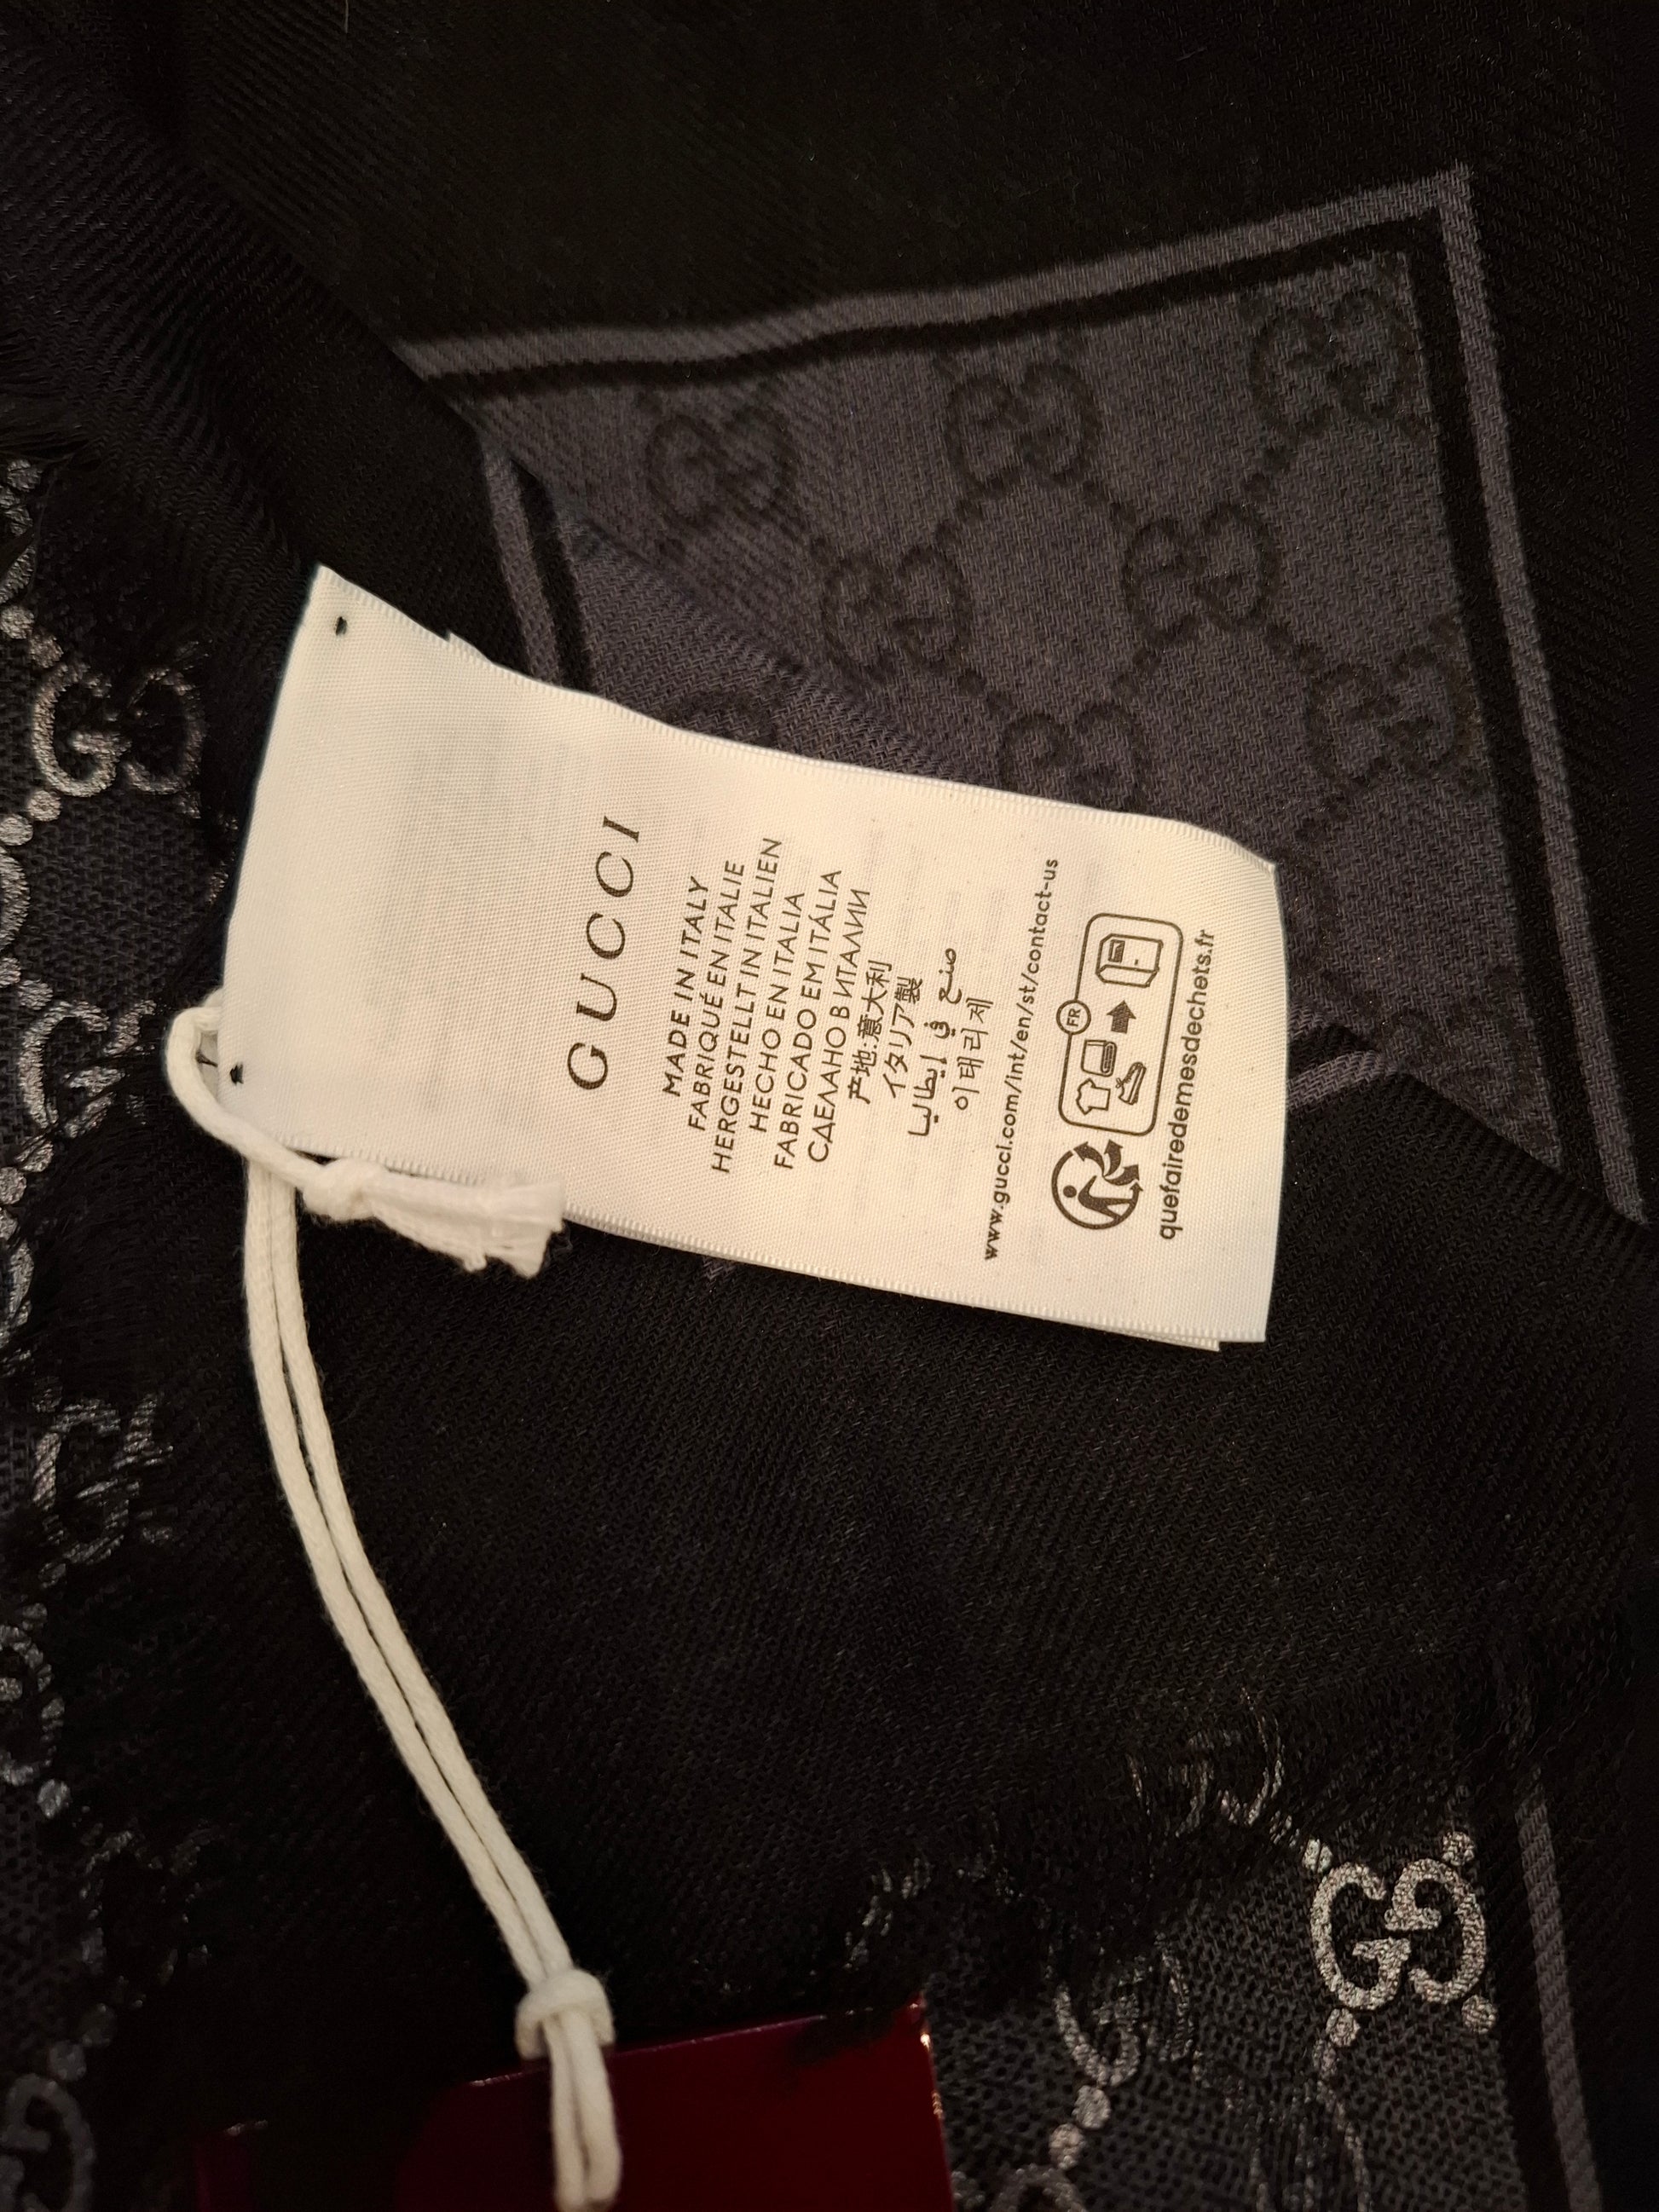 GUCCI
MADE IN ITALY
FABRIQUÉ EN ITALIE
HERGESTELLT IN ITALIEN
HECHO EN ITALIA
FABRICADO EM ITÁLIA
СДЕЛАНО В ИТАЛИИ
产地:意大利
イタリア製
صنع في إيطاليا
이태리제
www.gucci.com/int/en/st/contact-us
FR
quefairedemesdechets.fr